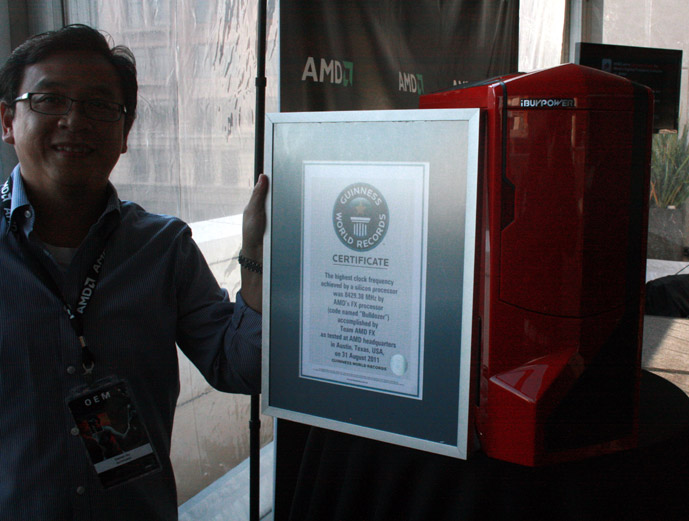 AMD
AMD
iBUYPOWER
GUINNESS
WORLD RECORDS
CERTIFICATE
The highest clock frequency
achieved by a silicon processor
was 8429.38 MHz by
AMD's FX processor
(code named "Bulldozer")
accomplished by
Team AMD FX
as tested at AMD headquarters
in Austin, Texas, USA,
on 31 August 2011
GUINNESS WORLD RECORDS
AMD
OEM